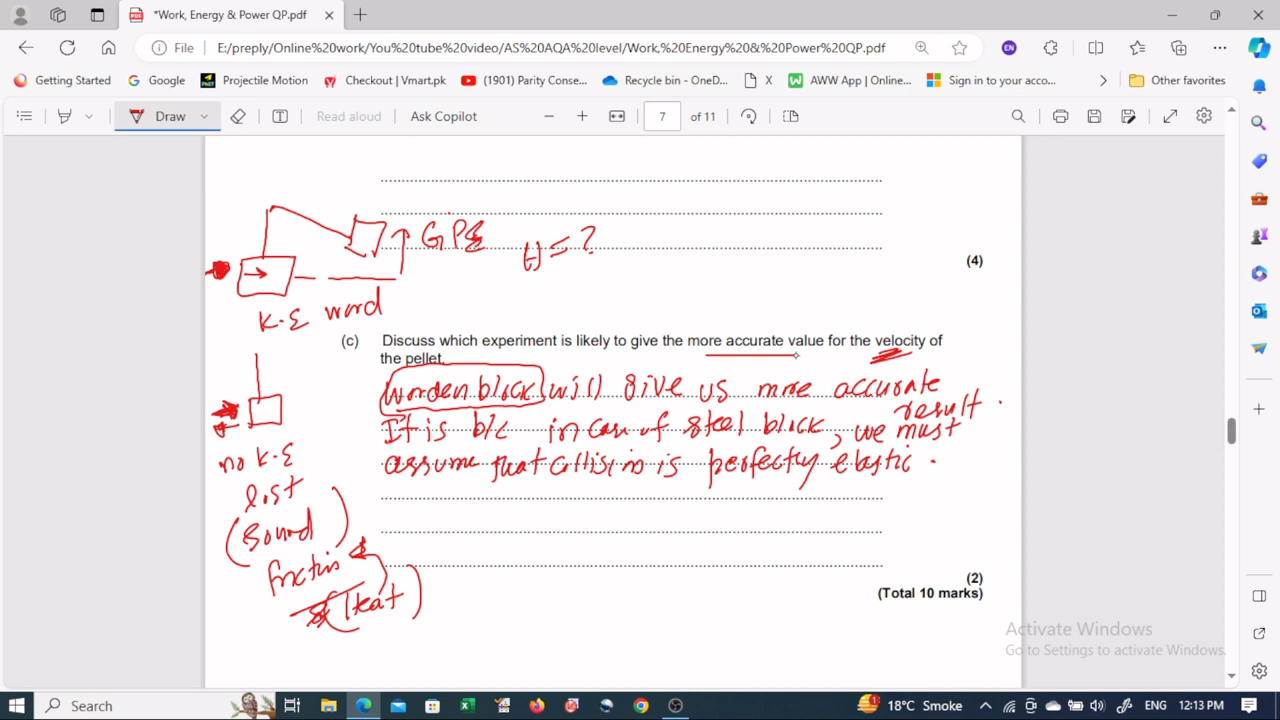 *Work, Energy & Power QP.pdf
File
E:/preply/Online%20work/You%20tube%20video/AS%20AQA%20level/Work,%20Energy%20&%20Power%20QP.pdf
EN
Getting Started
Google
Projectile Motion
Checkout | Vmart.pk
(1901) Parity Conse...
Recycle bin - OneD...
X
AWW App | Online...
Sign in to your acco...
Other favorites
Draw
Read aloud
Ask Copilot
7
of 11
GPE
θ = ?
(4)
K.E
(c) Discuss which experiment is likely to give the more accurate value for the velocity of
the pellet.
Wooden block will give us more accurate
result.
It is b/c in case of steel block, we must
assume that collision is perfectly elastic.
no K.E
lost
(sound)
friction
(Heat)
(2)
(Total 10 marks)
Activate Windows
Go to Settings to activate Windows.
Search
1
18°C Smoke
ENG
12:13 PM